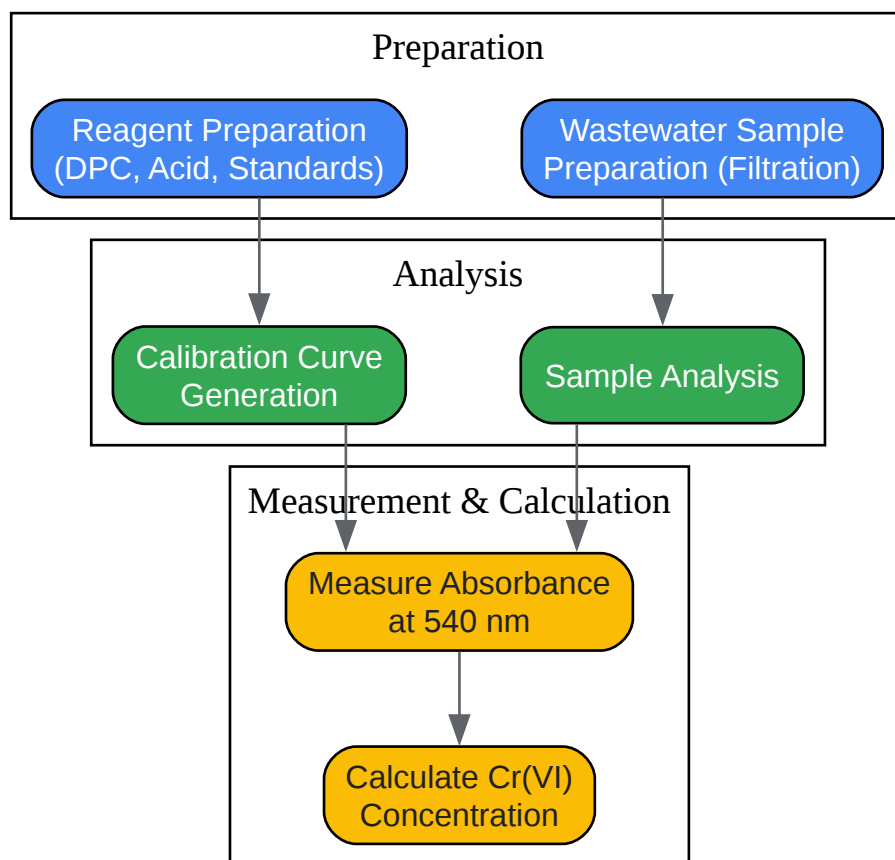 Preparation
Reagent Preparation
(DPC, Acid, Standards)
Wastewater Sample
Preparation (Filtration)
Analysis
Calibration Curve
Generation
Sample Analysis
Measurement & Calculation
Measure Absorbance
at 540 nm
Calculate Cr(VI)
Concentration